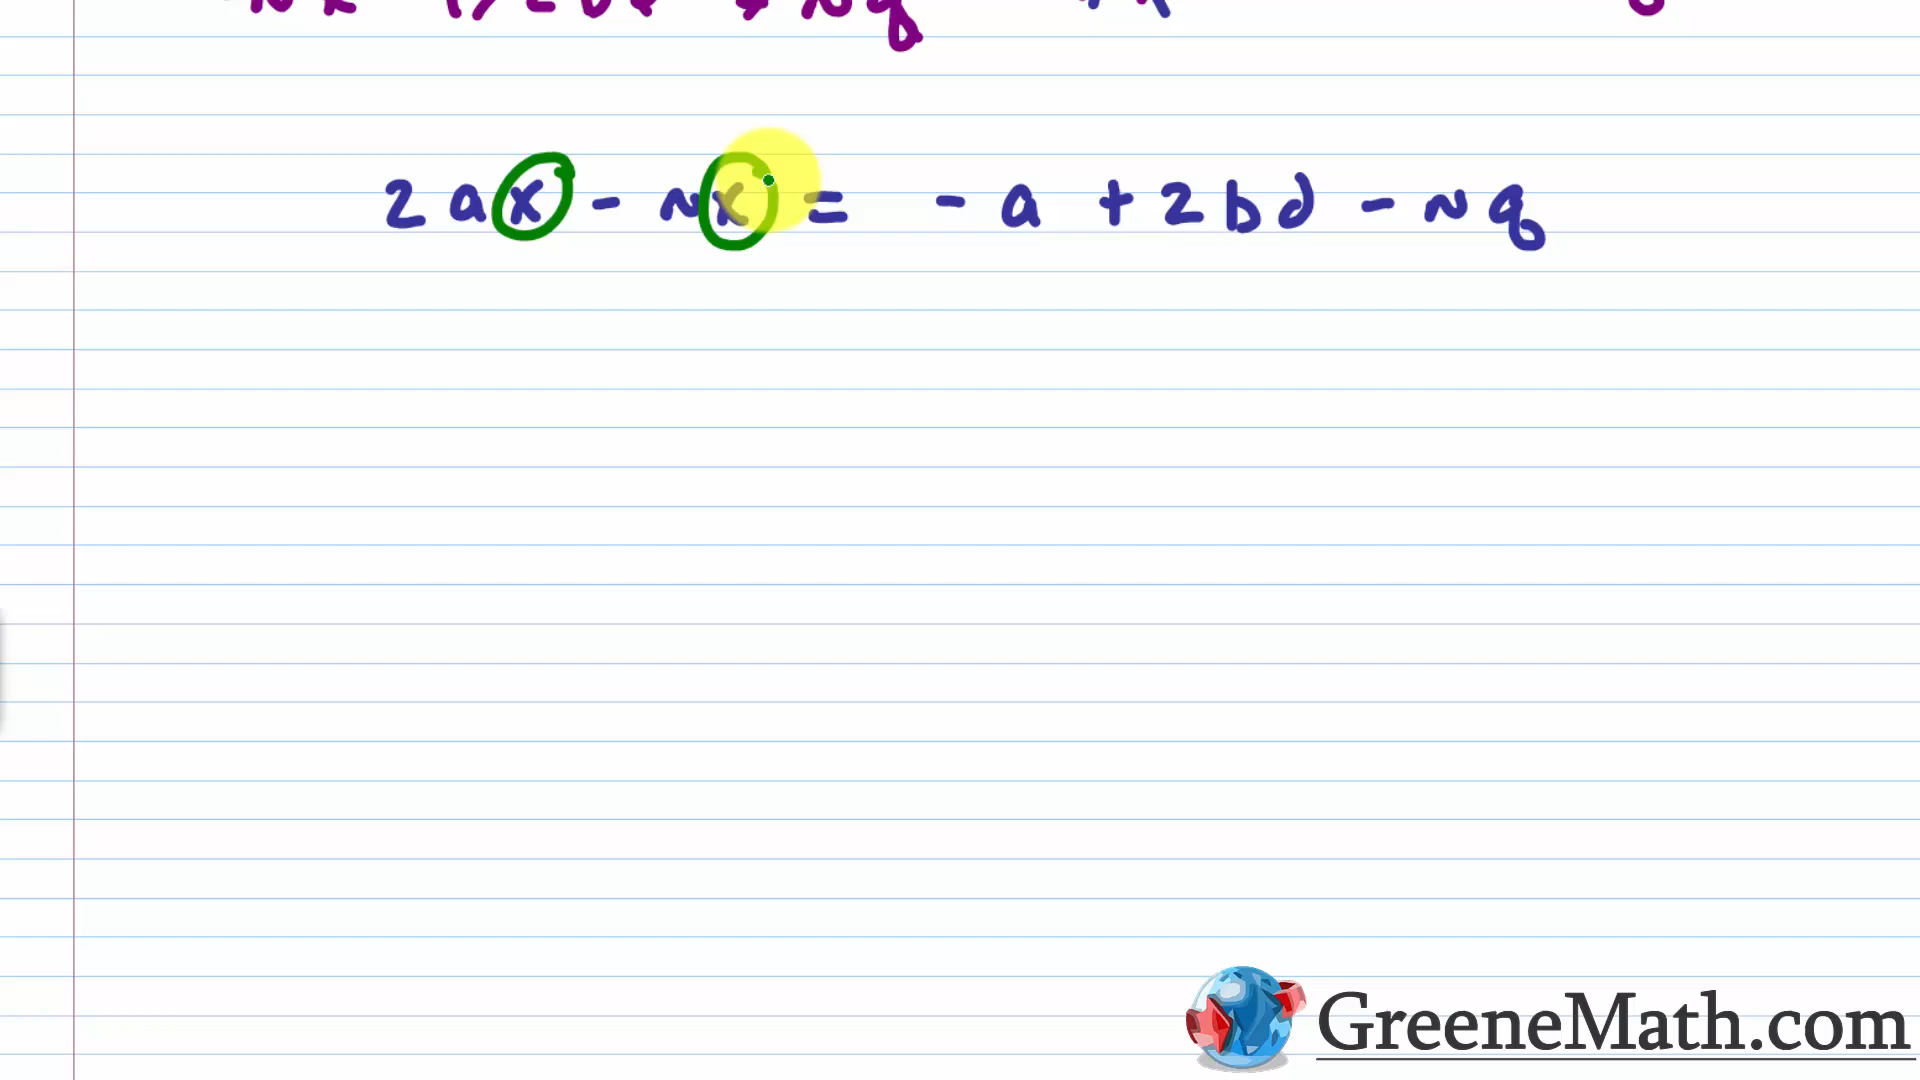 2ax - nx = -a + 2bd - nq
GreeneMath.com